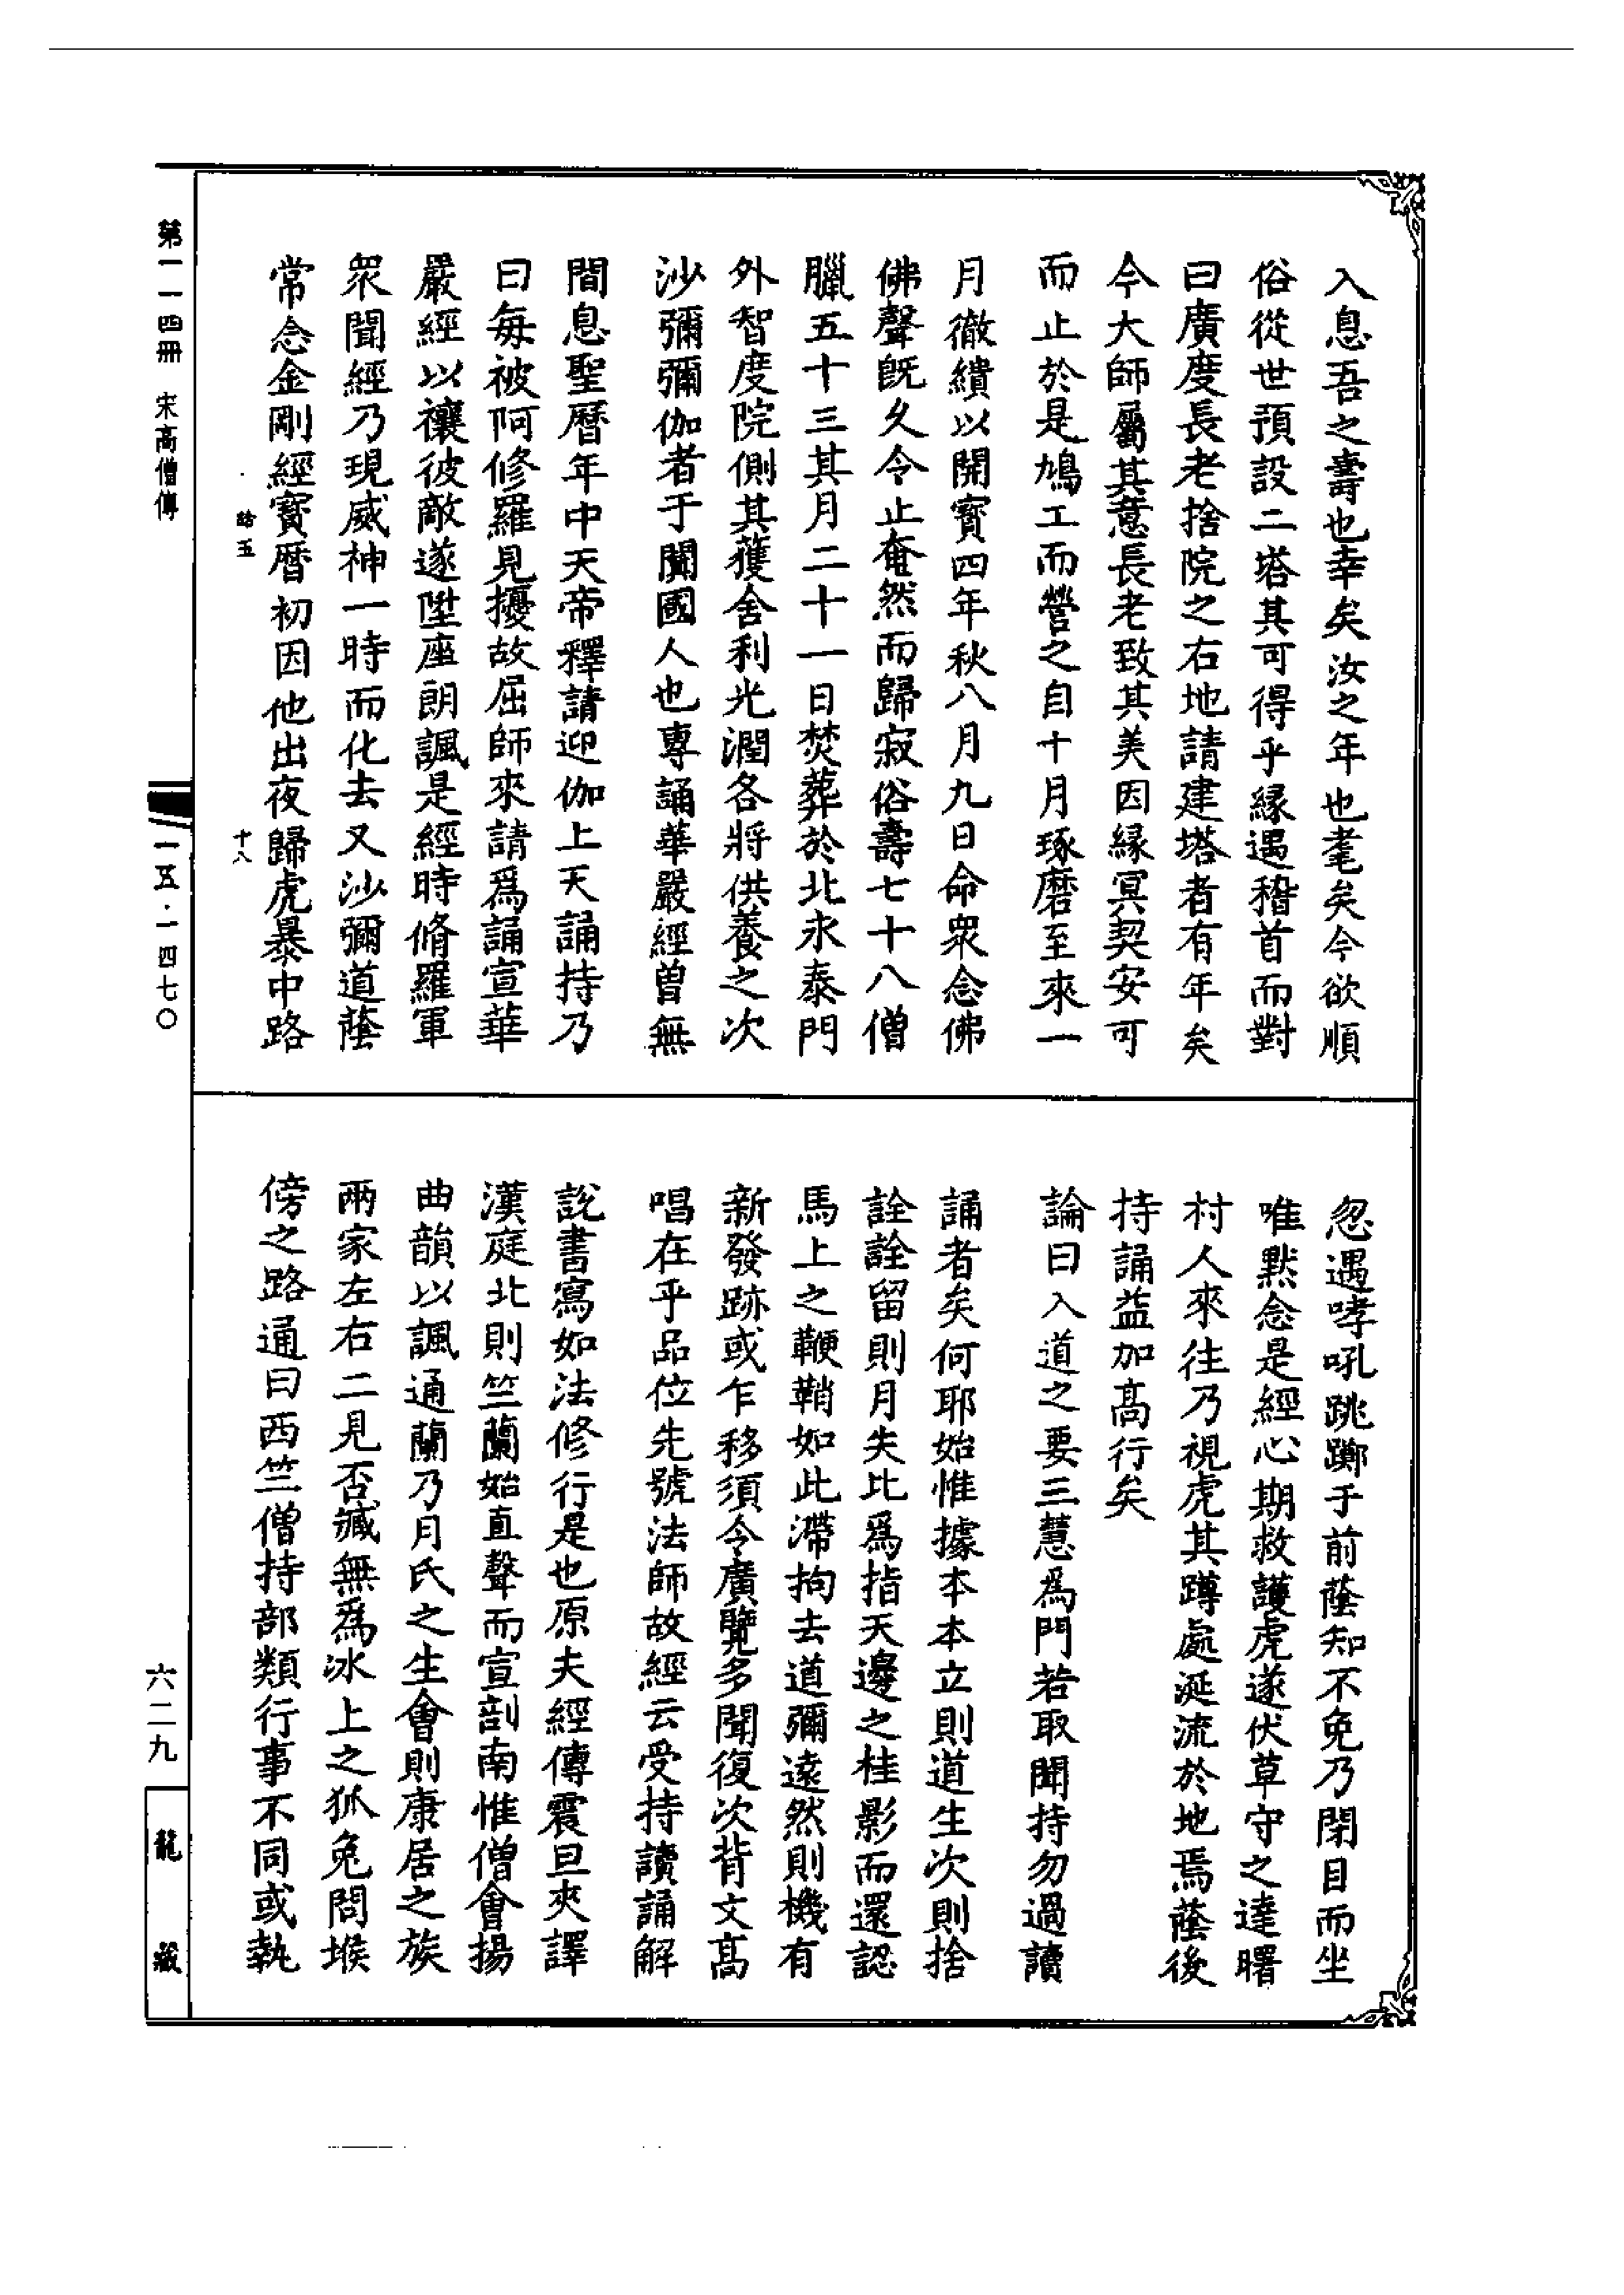 入息吾之壽也幸矣汝之年也耄矣今欲順
俗從世預設二塔其可得乎緣遇稽首而對
曰廣度長老捨院之右地請建塔者有年矣
今大師屬其意長老致其美因緣冥契安可
而止於是鳩工而營之自十月琢磨至來一
月徹繢以開寶四年秋八月九日命衆念佛
佛聲旣久令止奄然而歸寂俗壽七十八僧
臘五十三其月二十一日焚葬於北永泰門
外智度院側其獲舍利光潤各將供養之次
沙彌彌伽者于闐國人也專誦華嚴經曾無
間息聖曆年中天帝釋請迎伽上天誦持乃
曰每被阿修羅見擾故屈師來請爲誦宣華
嚴經以禳彼敵遂陞座朗諷是經時脩羅軍
衆聞經乃現威神一時而化去又沙彌道蔭
常念金剛經寶曆初因他出夜歸虎暴中路
忽遇哮吼跳躑于前蔭知不免乃閉目而坐
唯默念是經心期救護虎遂伏草守之達曙
村人來往乃視虎其蹲處涎流於地焉蔭後
持誦益加高行矣
論曰入道之要三慧爲門若取聞持勿過讀
誦者矣何耶始惟據本本立則道生次則捨
詮詮留則月失比爲指天邊之桂影而還認
馬上之鞭鞘如此滯拘去道彌遠然則機有
新發跡或乍移須令廣覽多聞復次背文高
唱在乎品位先號法師故經云受持讀誦解
說書寫如法修行是也原夫經傳震旦夾譯
漢庭北則竺蘭始直聲而宣剖南惟僧會揚
曲韻以諷通蘭乃月氏之生會則康居之族
兩家左右二見否臧無爲冰上之狐兔問堠
傍之路通曰西竺僧持部類行事不同或執
第一一四冊 宋高僧傳
五
十八
一五·一四七〇
六二九
龍藏